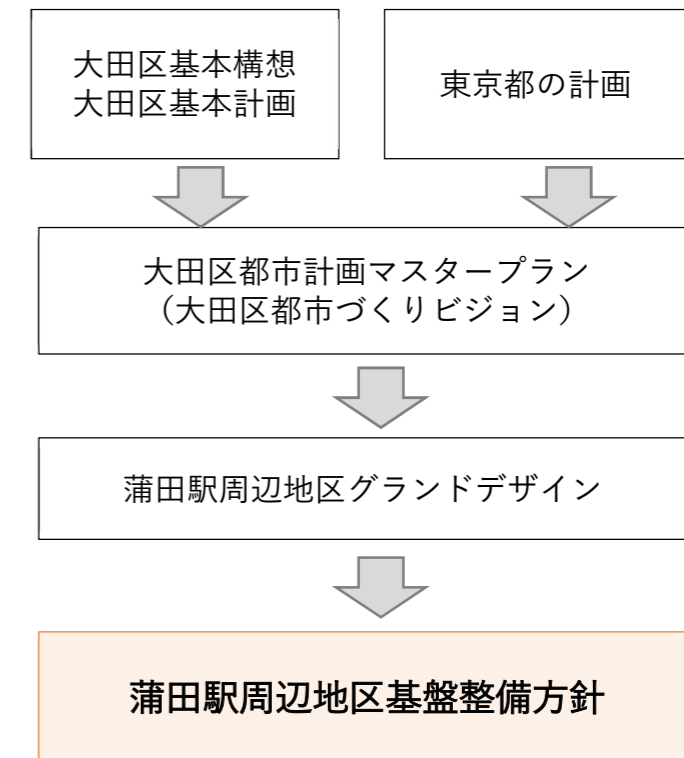 大田区基本構想
大田区基本計画
東京都の計画
大田区都市計画マスタープラン
（大田区都市づくりビジョン）
蒲田駅周辺地区グランドデザイン
蒲田駅周辺地区基盤整備方針